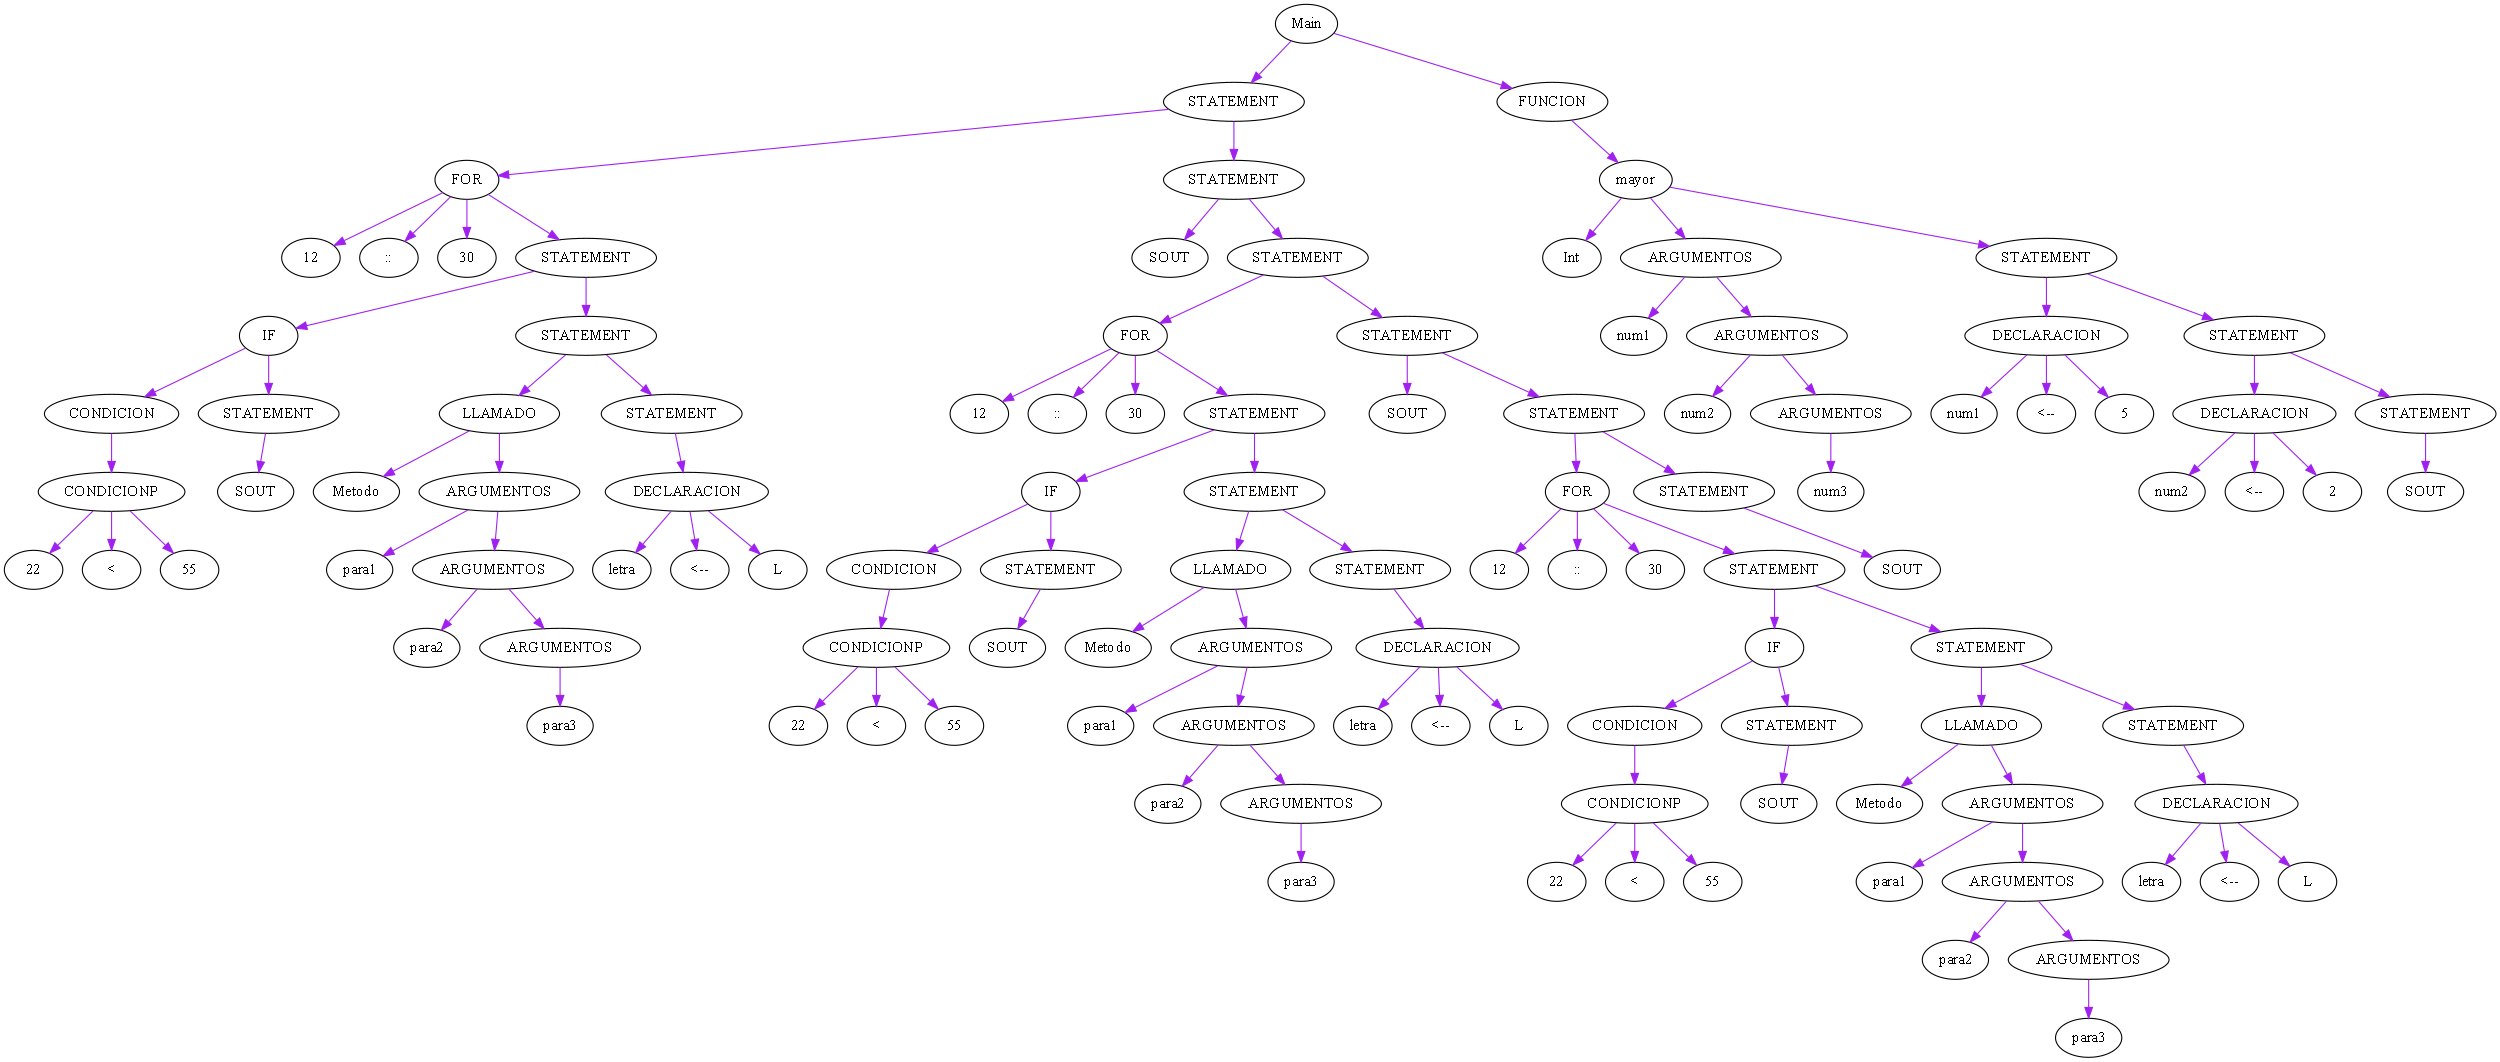 Main
STATEMENT
FUNCION
FOR
STATEMENT
mayor
12
::
30
STATEMENT
SOUT
STATEMENT
Int
ARGUMENTOS
STATEMENT
IF
STATEMENT
FOR
STATEMENT
num1
ARGUMENTOS
DECLARACION
STATEMENT
CONDICION
STATEMENT
LLAMADO
STATEMENT
12
::
30
STATEMENT
SOUT
STATEMENT
num2
ARGUMENTOS
num1
<--
5
DECLARACION
STATEMENT
CONDICIONP
SOUT
Metodo
ARGUMENTOS
DECLARACION
IF
STATEMENT
FOR
STATEMENT
num3
num2
<--
2
SOUT
22
<
55
para1
ARGUMENTOS
letra
<--
L
CONDICION
STATEMENT
LLAMADO
STATEMENT
12
::
30
STATEMENT
SOUT
para2
ARGUMENTOS
CONDICIONP
SOUT
Metodo
ARGUMENTOS
DECLARACION
IF
STATEMENT
para3
22
<
55
para1
ARGUMENTOS
letra
<--
L
CONDICION
STATEMENT
LLAMADO
STATEMENT
para2
ARGUMENTOS
CONDICIONP
SOUT
Metodo
ARGUMENTOS
DECLARACION
para3
22
<
55
para1
ARGUMENTOS
letra
<--
L
para2
ARGUMENTOS
para3